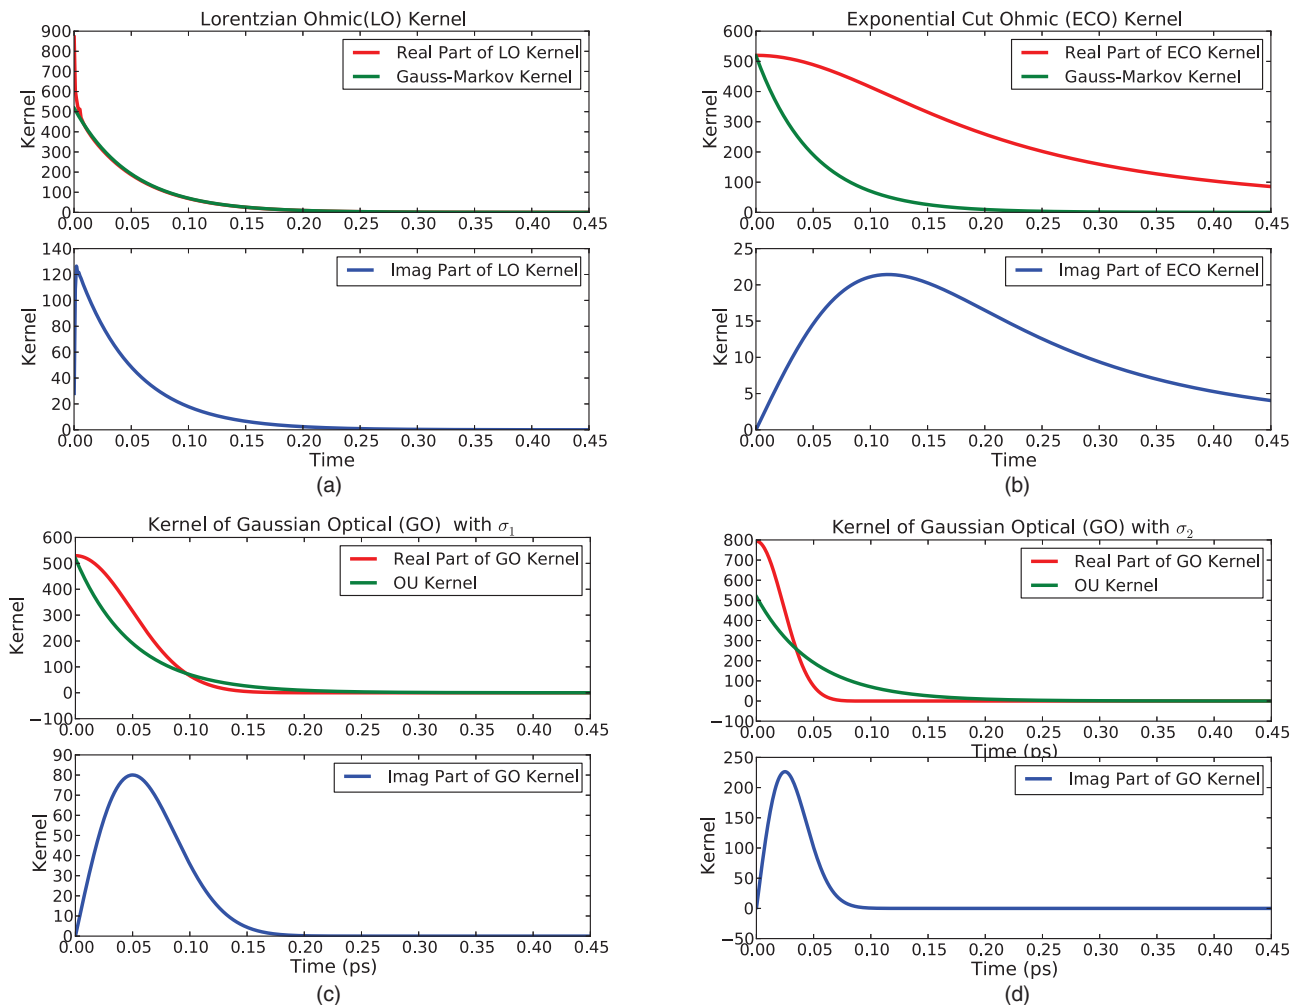 Lorentzian Ohmic(LO) Kernel
900
800
700
600
500
400
300
200
100
0
Kernel
Real Part of LO Kernel
Gauss-Markov Kernel
0.00 0.05 0.10 0.15 0.20 0.25 0.30 0.35 0.40 0.45
140
120
100
80
60
40
20
0
Kernel
Imag Part of LO Kernel
0.00 0.05 0.10 0.15 0.20 0.25 0.30 0.35 0.40 0.45
Time
(a)
Exponential Cut Ohmic (ECO) Kernel
600
500
400
300
200
100
0
Kernel
Real Part of ECO Kernel
Gauss-Markov Kernel
0.00 0.05 0.10 0.15 0.20 0.25 0.30 0.35 0.40 0.45
25
20
15
10
5
0
Kernel
Imag Part of ECO Kernel
0.00 0.05 0.10 0.15 0.20 0.25 0.30 0.35 0.40 0.45
Time
(b)
Kernel of Gaussian Optical (GO) with σ1
600
500
400
300
200
100
0
−100
Kernel
Real Part of GO Kernel
OU Kernel
0.00 0.05 0.10 0.15 0.20 0.25 0.30 0.35 0.40 0.45
90
80
70
60
50
40
30
20
10
0
Kernel
Imag Part of GO Kernel
0.00 0.05 0.10 0.15 0.20 0.25 0.30 0.35 0.40 0.45
Time (ps)
(c)
Kernel of Gaussian Optical (GO) with σ2
800
700
600
500
400
300
200
100
0
−100
Kernel
Real Part of GO Kernel
OU Kernel
0.00 0.05 0.10 0.15 0.20 0.25 0.30 0.35 0.40 0.45
Time (ps)
250
200
150
100
50
0
−50
Kernel
Imag Part of GO Kernel
0.00 0.05 0.10 0.15 0.20 0.25 0.30 0.35 0.40 0.45
Time (ps)
(d)